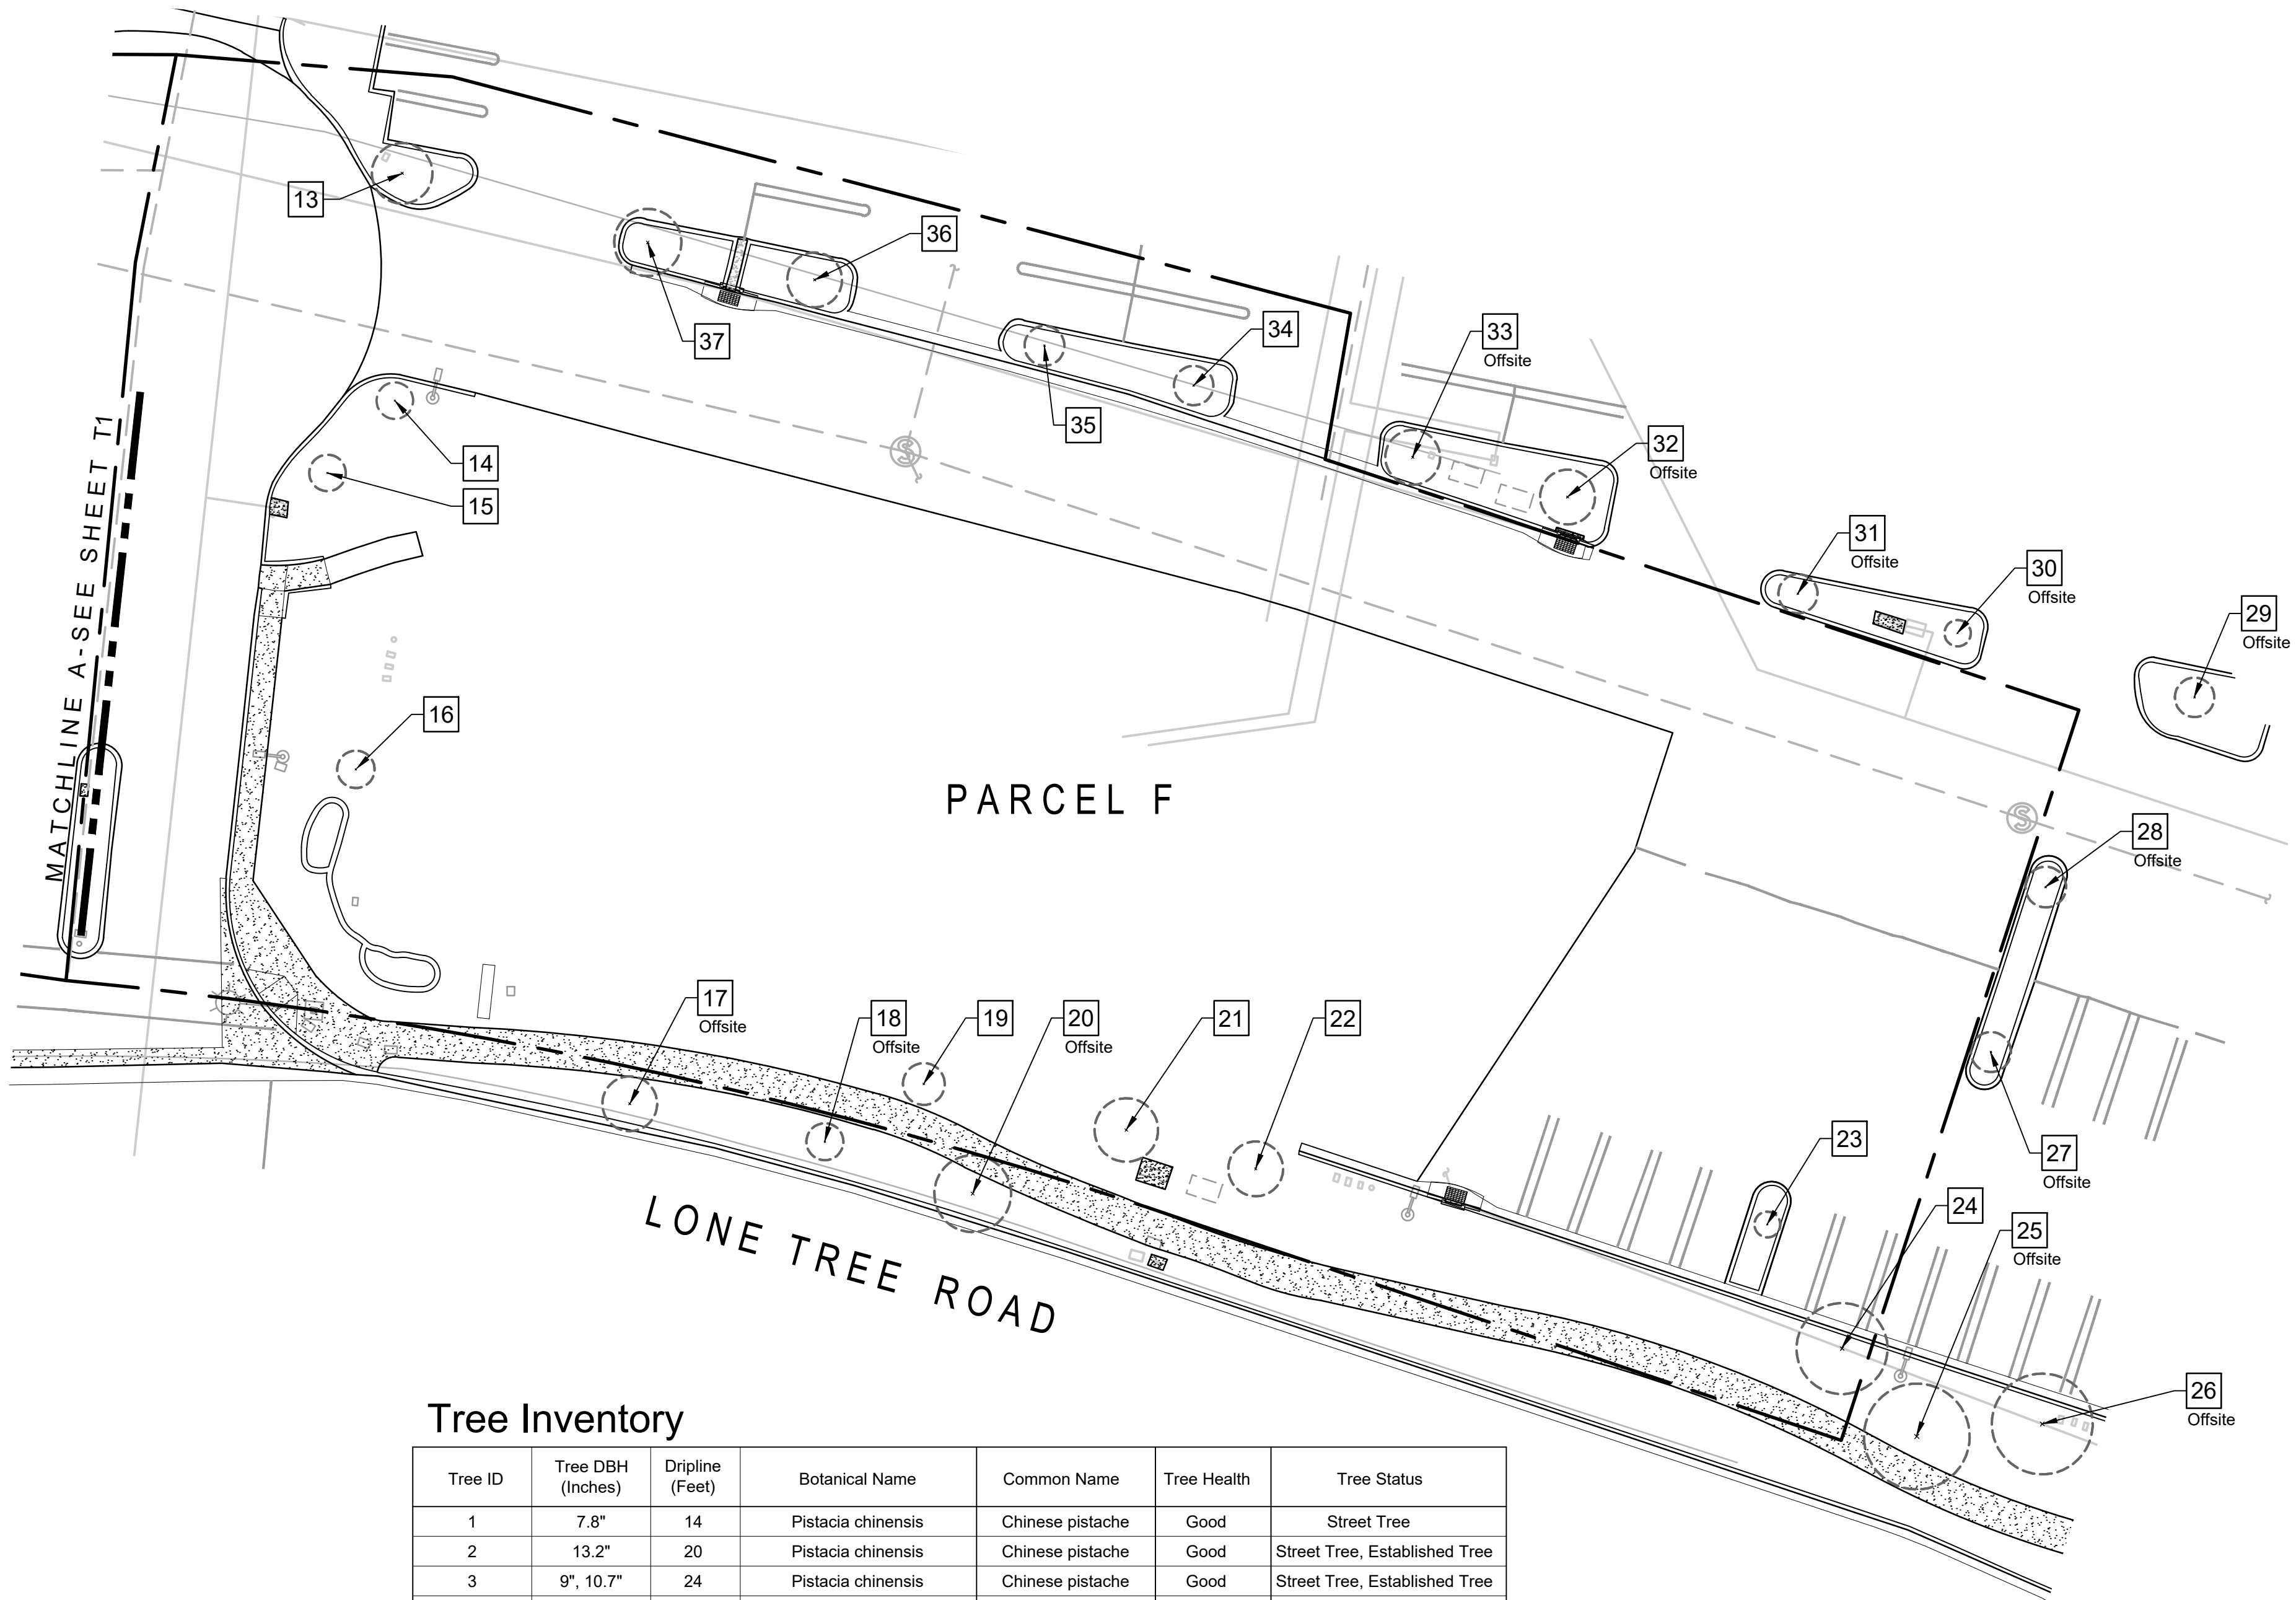 13
36
37
34
33
Offsite
35
32
Offsite
14
15
31
Offsite
30
Offsite
29
Offsite
MATCHLINE A-SEE SHEET T1
16
PARCEL F
S
S
28
Offsite
17
Offsite
18
Offsite
19
20
Offsite
21
22
23
27
Offsite
24
25
Offsite
LONE TREE ROAD
26
Offsite
Tree Inventory
Tree ID Tree DBH (Inches) Dripline (Feet) Botanical Name Common Name Tree Health Tree Status
1 7.8" 14 Pistacia chinensis Chinese pistache Good Street Tree
2 13.2" 20 Pistacia chinensis Chinese pistache Good Street Tree, Established Tree
3 9", 10.7" 24 Pistacia chinensis Chinese pistache Good Street Tree, Established Tree